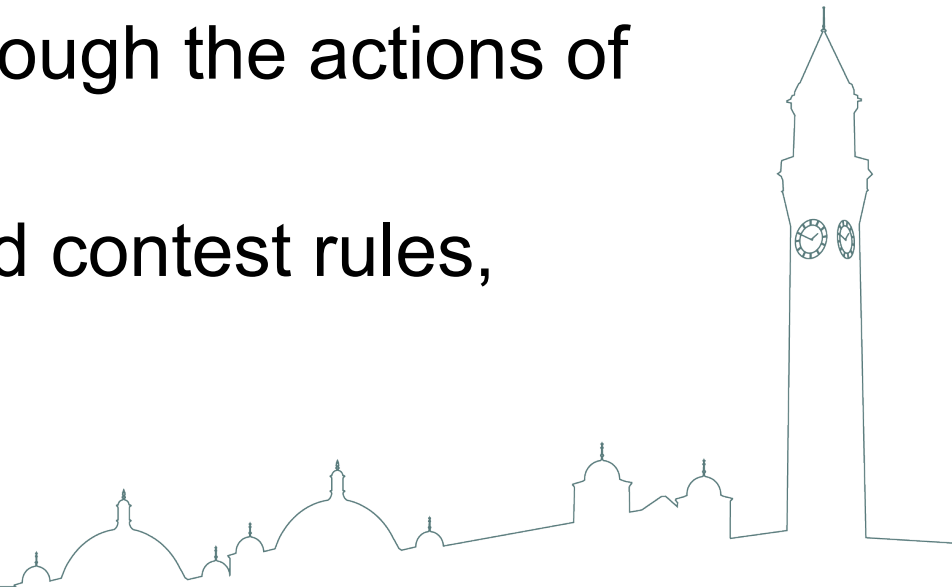 ough the actions of
d contest rules,